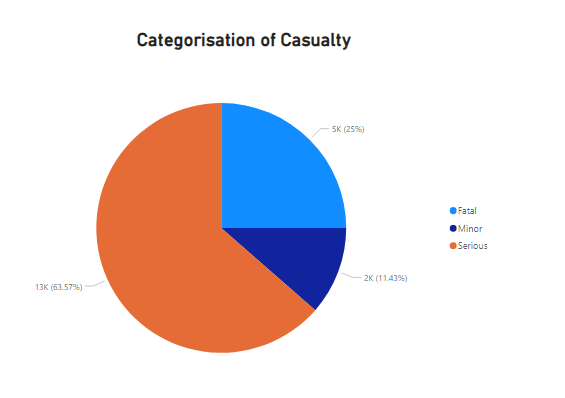 Categorisation of Casualty
5K (25%)
Fatal
Minor
Serious
2K (11.43%)
13K (63.57%)